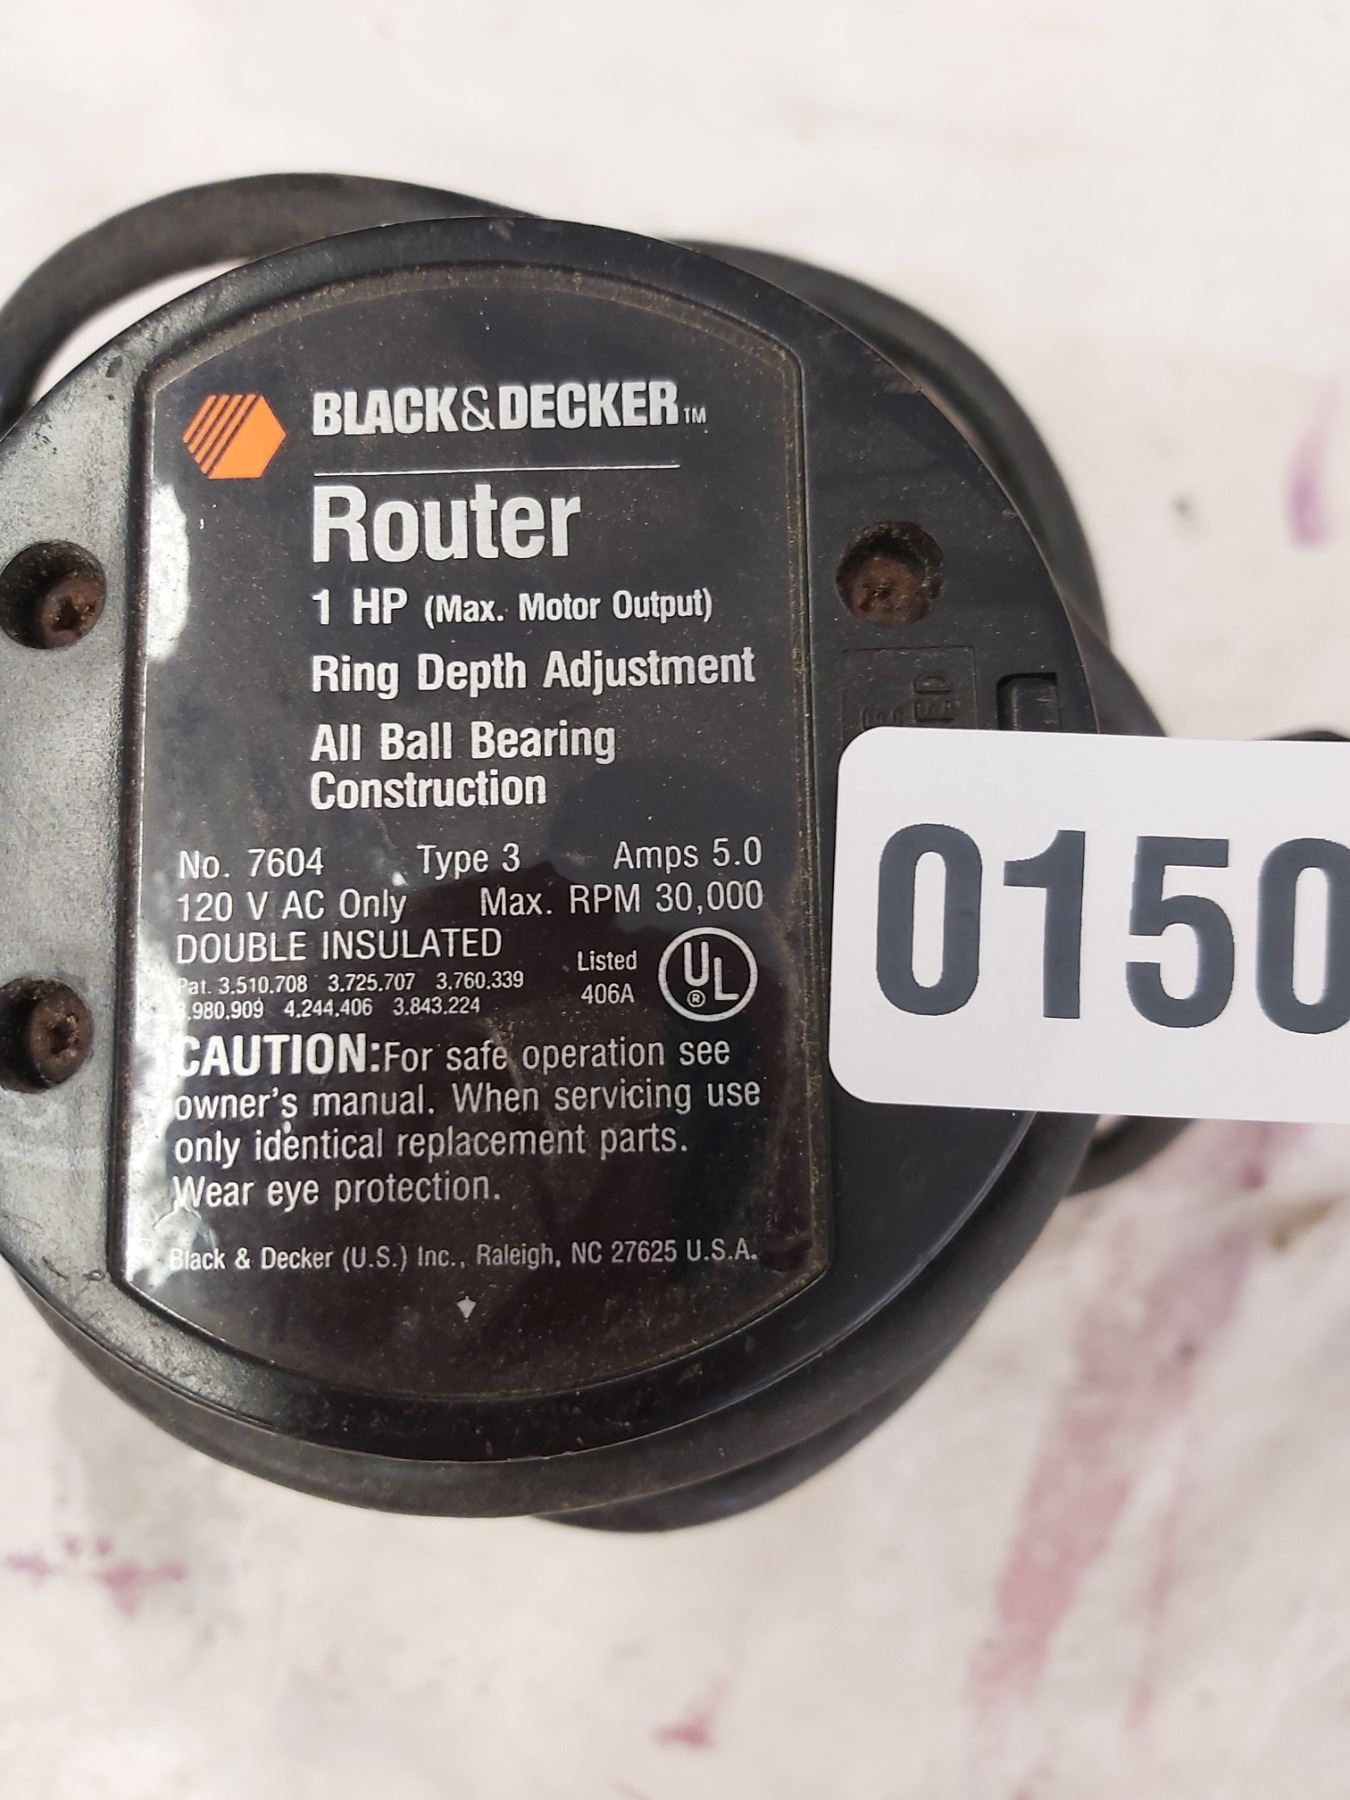 BLACK&DECKER™
Router
1 HP (Max. Motor Output)
Ring Depth Adjustment
All Ball Bearing
Construction
No. 7604 Type 3 Amps 5.0
120 V AC Only Max. RPM 30,000
DOUBLE INSULATED
Pat. 3.510.708 3.725.707 3.760.339
.980.909 4.244.406 3.843.224
Listed
406A
UL®
CAUTION:For safe operation see
owner's manual. When servicing use
only identical replacement parts.
Wear eye protection.
Black & Decker (U.S.) Inc., Raleigh, NC 27625 U.S.A.
0150